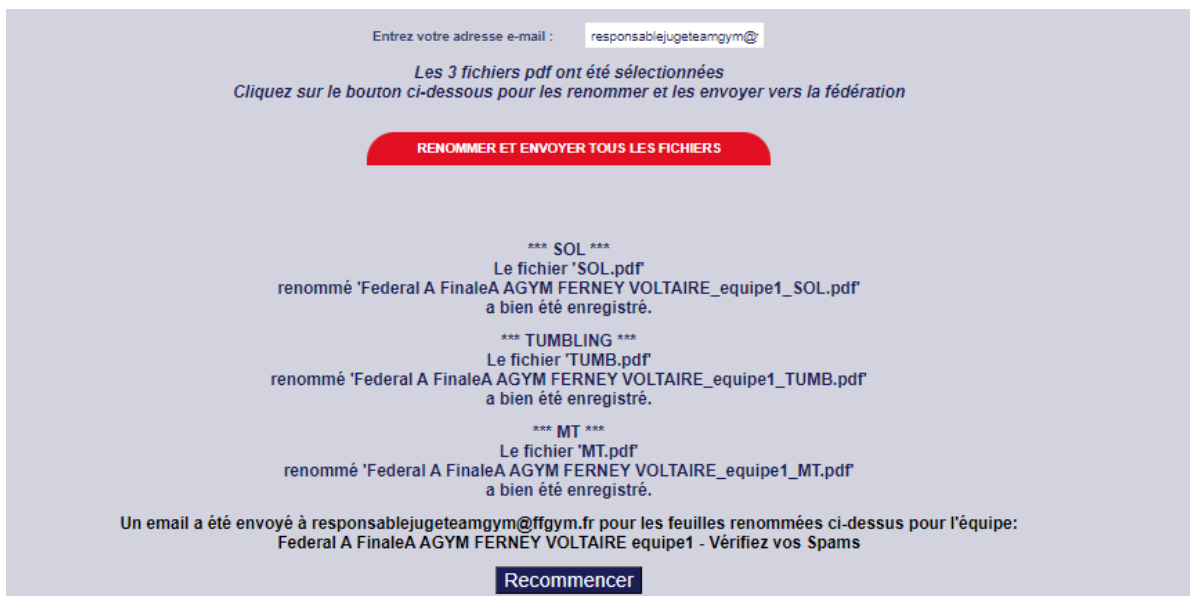 Entrez votre adresse e-mail : responsablejugeteamgym@
Les 3 fichiers pdf ont été sélectionnées
Cliquez sur le bouton ci-dessous pour les renommer et les envoyer vers la fédération
RENOMMER ET ENVOYER TOUS LES FICHIERS
*** SOL ***
Le fichier 'SOL.pdf'
renommé 'Federal A FinaleA AGYM FERNEY VOLTAIRE_equipe1_SOL.pdf'
a bien été enregistré.
*** TUMBLING ***
Le fichier 'TUMB.pdf'
renommé 'Federal A FinaleA AGYM FERNEY VOLTAIRE_equipe1_TUMB.pdf'
a bien été enregistré.
*** MT ***
Le fichier 'MT.pdf'
renommé 'Federal A FinaleA AGYM FERNEY VOLTAIRE_equipe1_MT.pdf'
a bien été enregistré.
Un email a été envoyé à responsablejugeteamgym@ffgym.fr pour les feuilles renommées ci-dessus pour l'équipe:
Federal A FinaleA AGYM FERNEY VOLTAIRE equipe1 - Vérifiez vos Spams
Recommencer